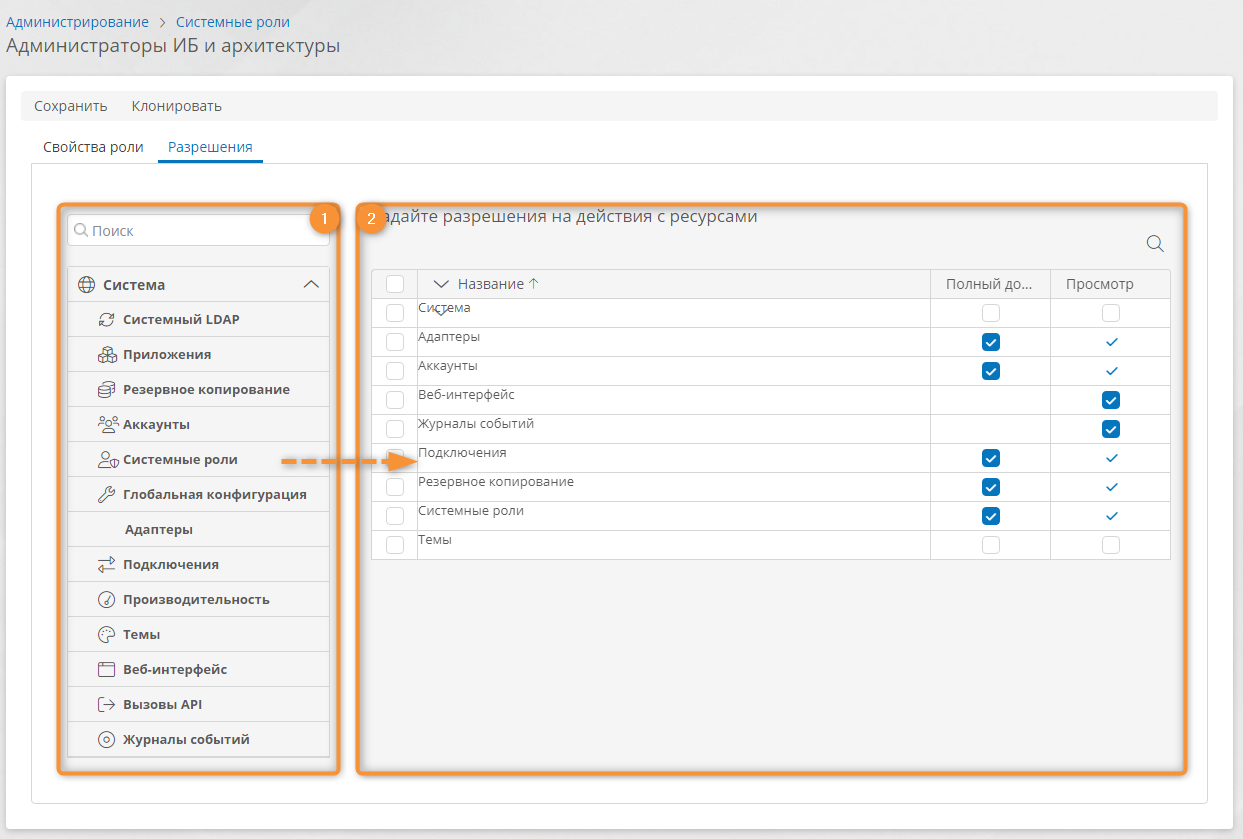 Администрирование > Системные роли
Администраторы ИБ и архитектуры
Сохранить Клонировать
Свойства роли Разрешения
1
Поиск
Система
Системный LDAP
Приложения
Резервное копирование
Аккаунты
Системные роли
Глобальная конфигурация
Адаптеры
Подключения
Производительность
Темы
Веб-интерфейс
Вызовы API
Журналы событий
2
адайте разрешения на действия с ресурсами
Название Полный до... Просмотр
Система
Адаптеры
Аккаунты
Веб-интерфейс
Журналы событий
Подключения
Резервное копирование
Системные роли
Темы